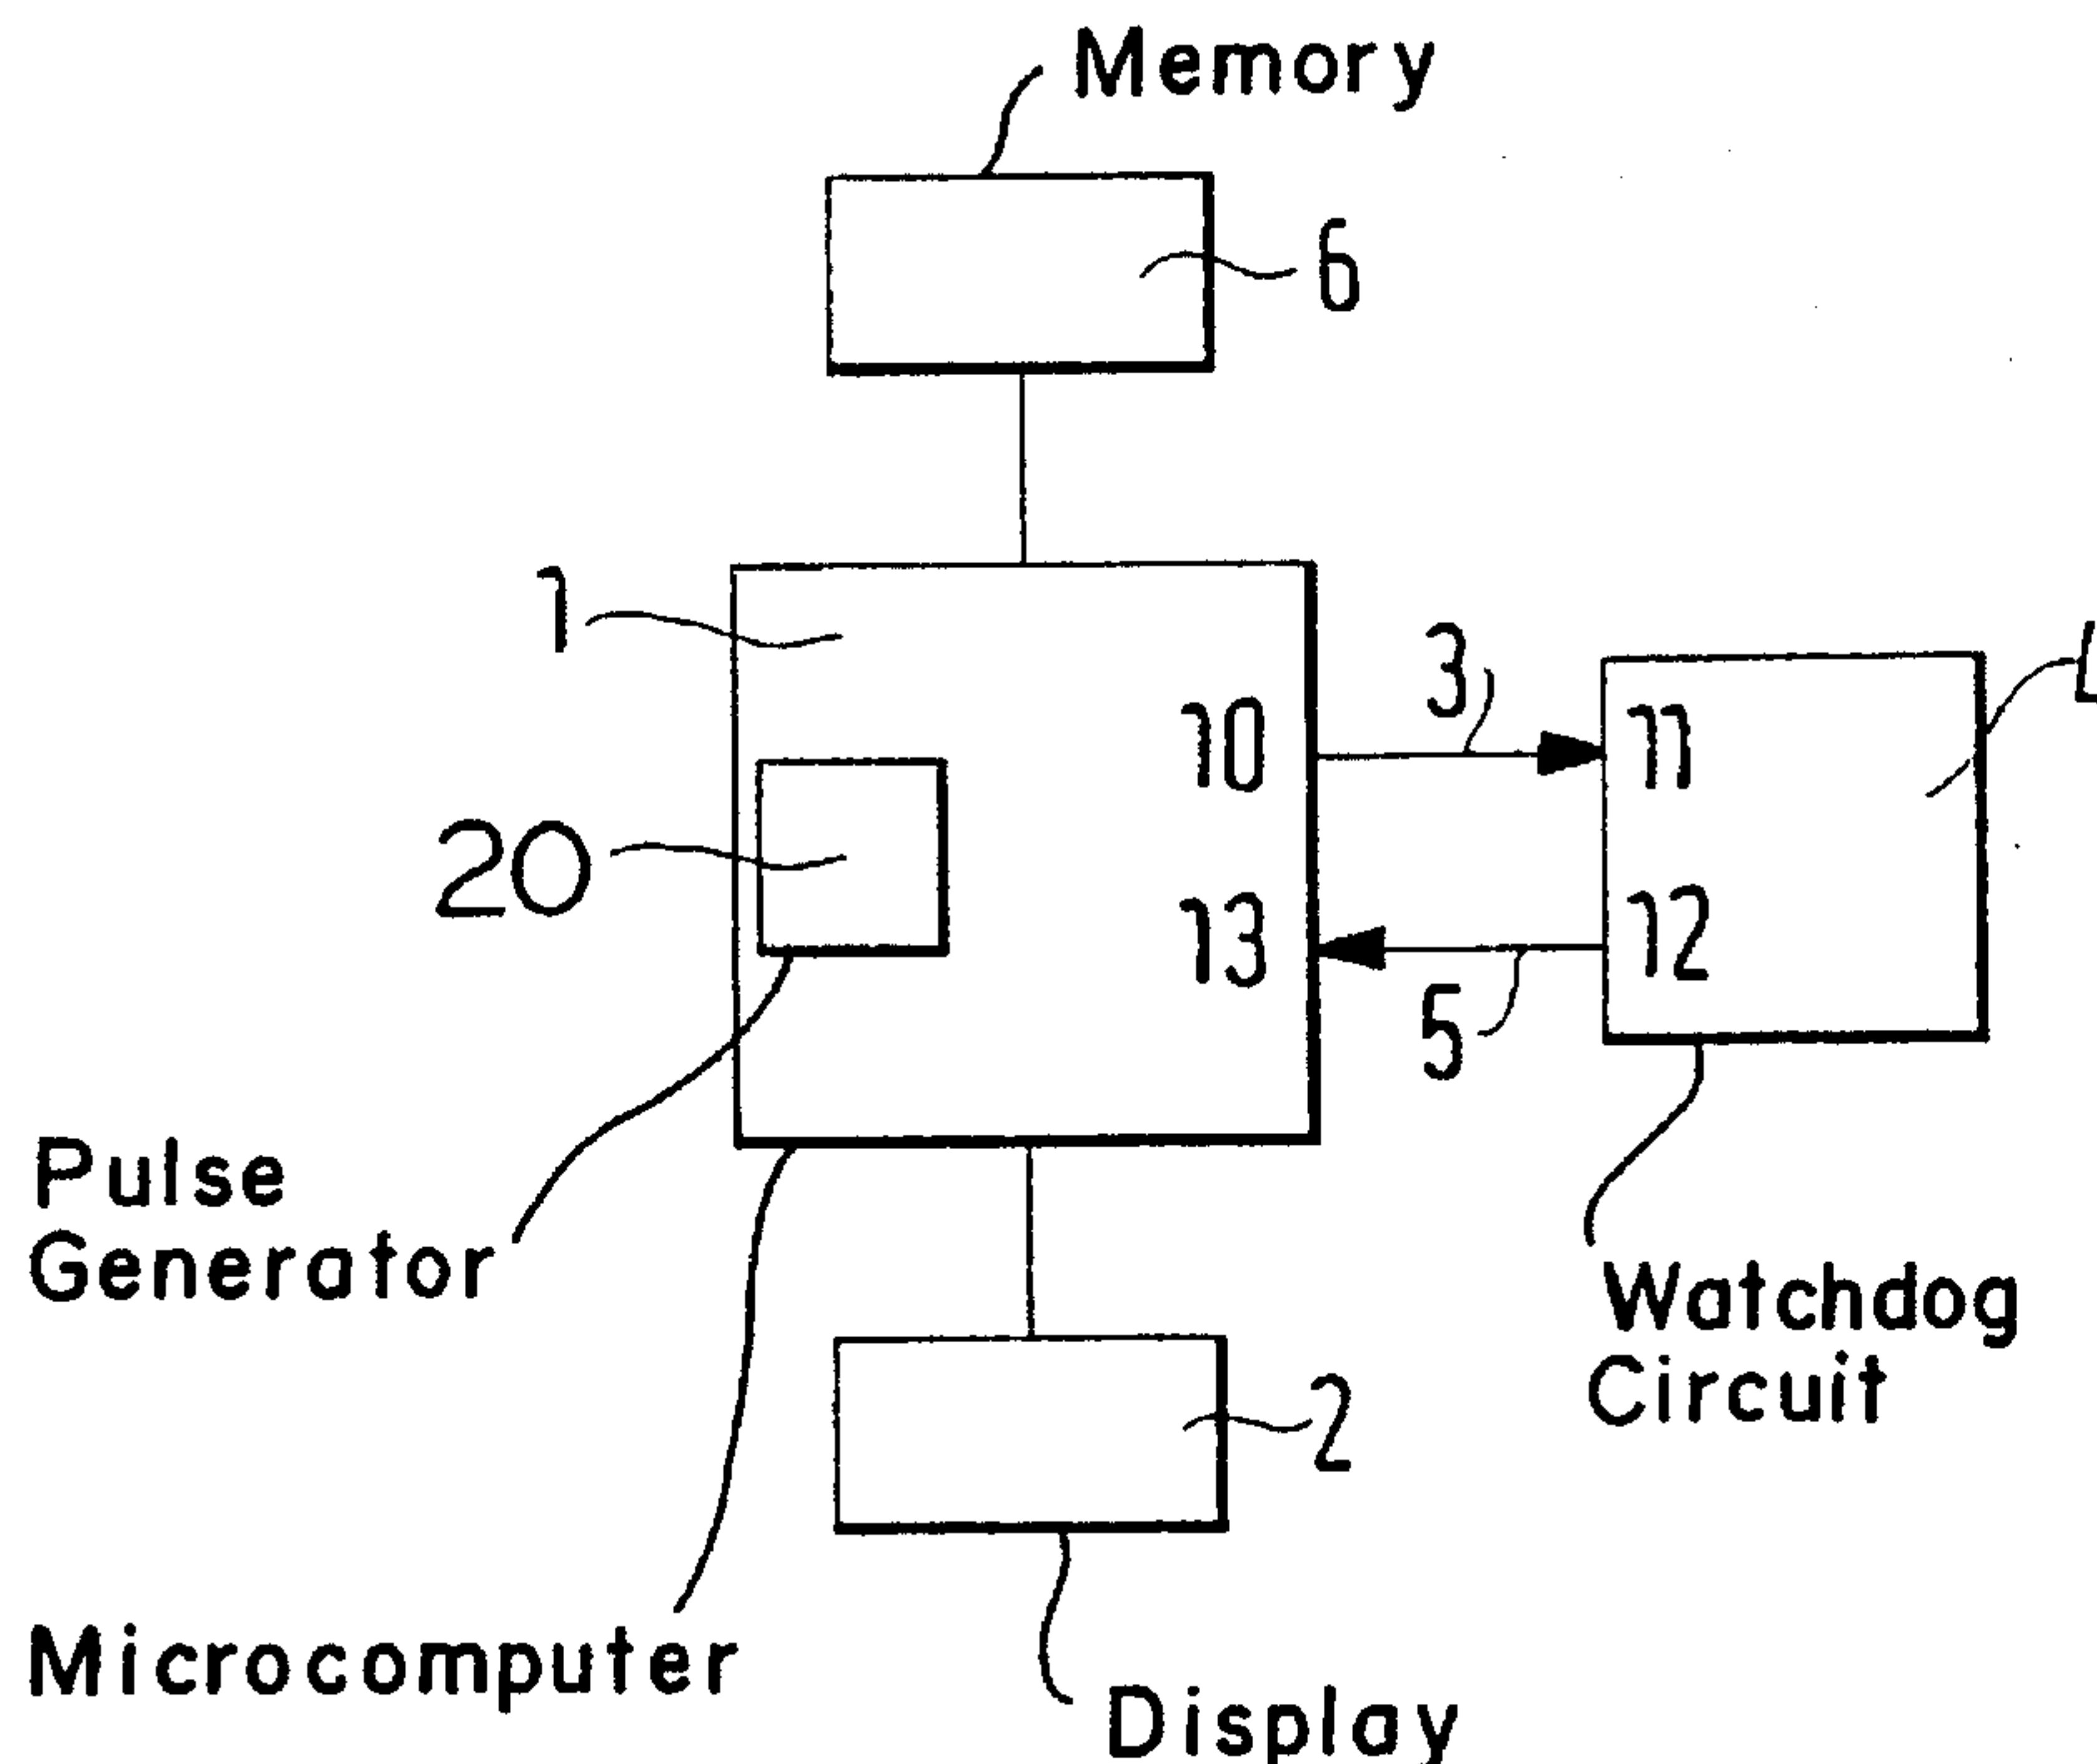 Memory
6
1
3
10
11
20
13
12
5
Pulse
Generator
Watchdog
Circuit
2
Microcomputer
Display